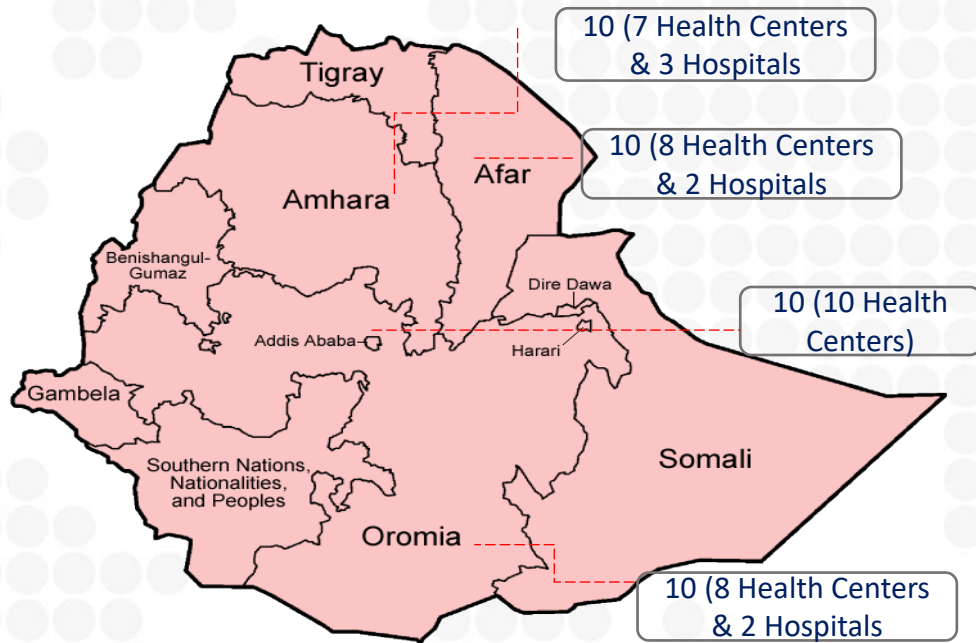 10 (7 Health Centers
& 3 Hospitals
Tigray
10 (8 Health Centers
& 2 Hospitals
Afar
Amhara
Benishangul-
Gumaz
Dire Dawa
10 (10 Health
Centers)
Addis Ababa
Harari
Gambela
Somali
Southern Nations,
Nationalities,
and Peoples
Oromia
10 (8 Health Centers
& 2 Hospitals